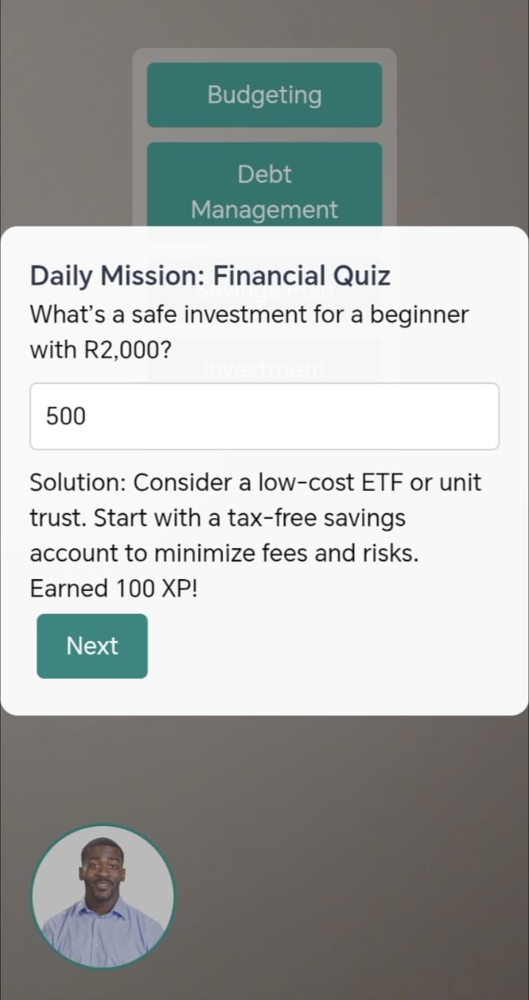 Budgeting
Debt
Management
Daily Mission: Financial Quiz
Savings Plan
What's a safe investment for a beginner
with R2,000?
Investment
500
Solution: Consider a low-cost ETF or unit
trust. Start with a tax-free savings
account to minimize fees and risks.
Earned 100 XP!
Next